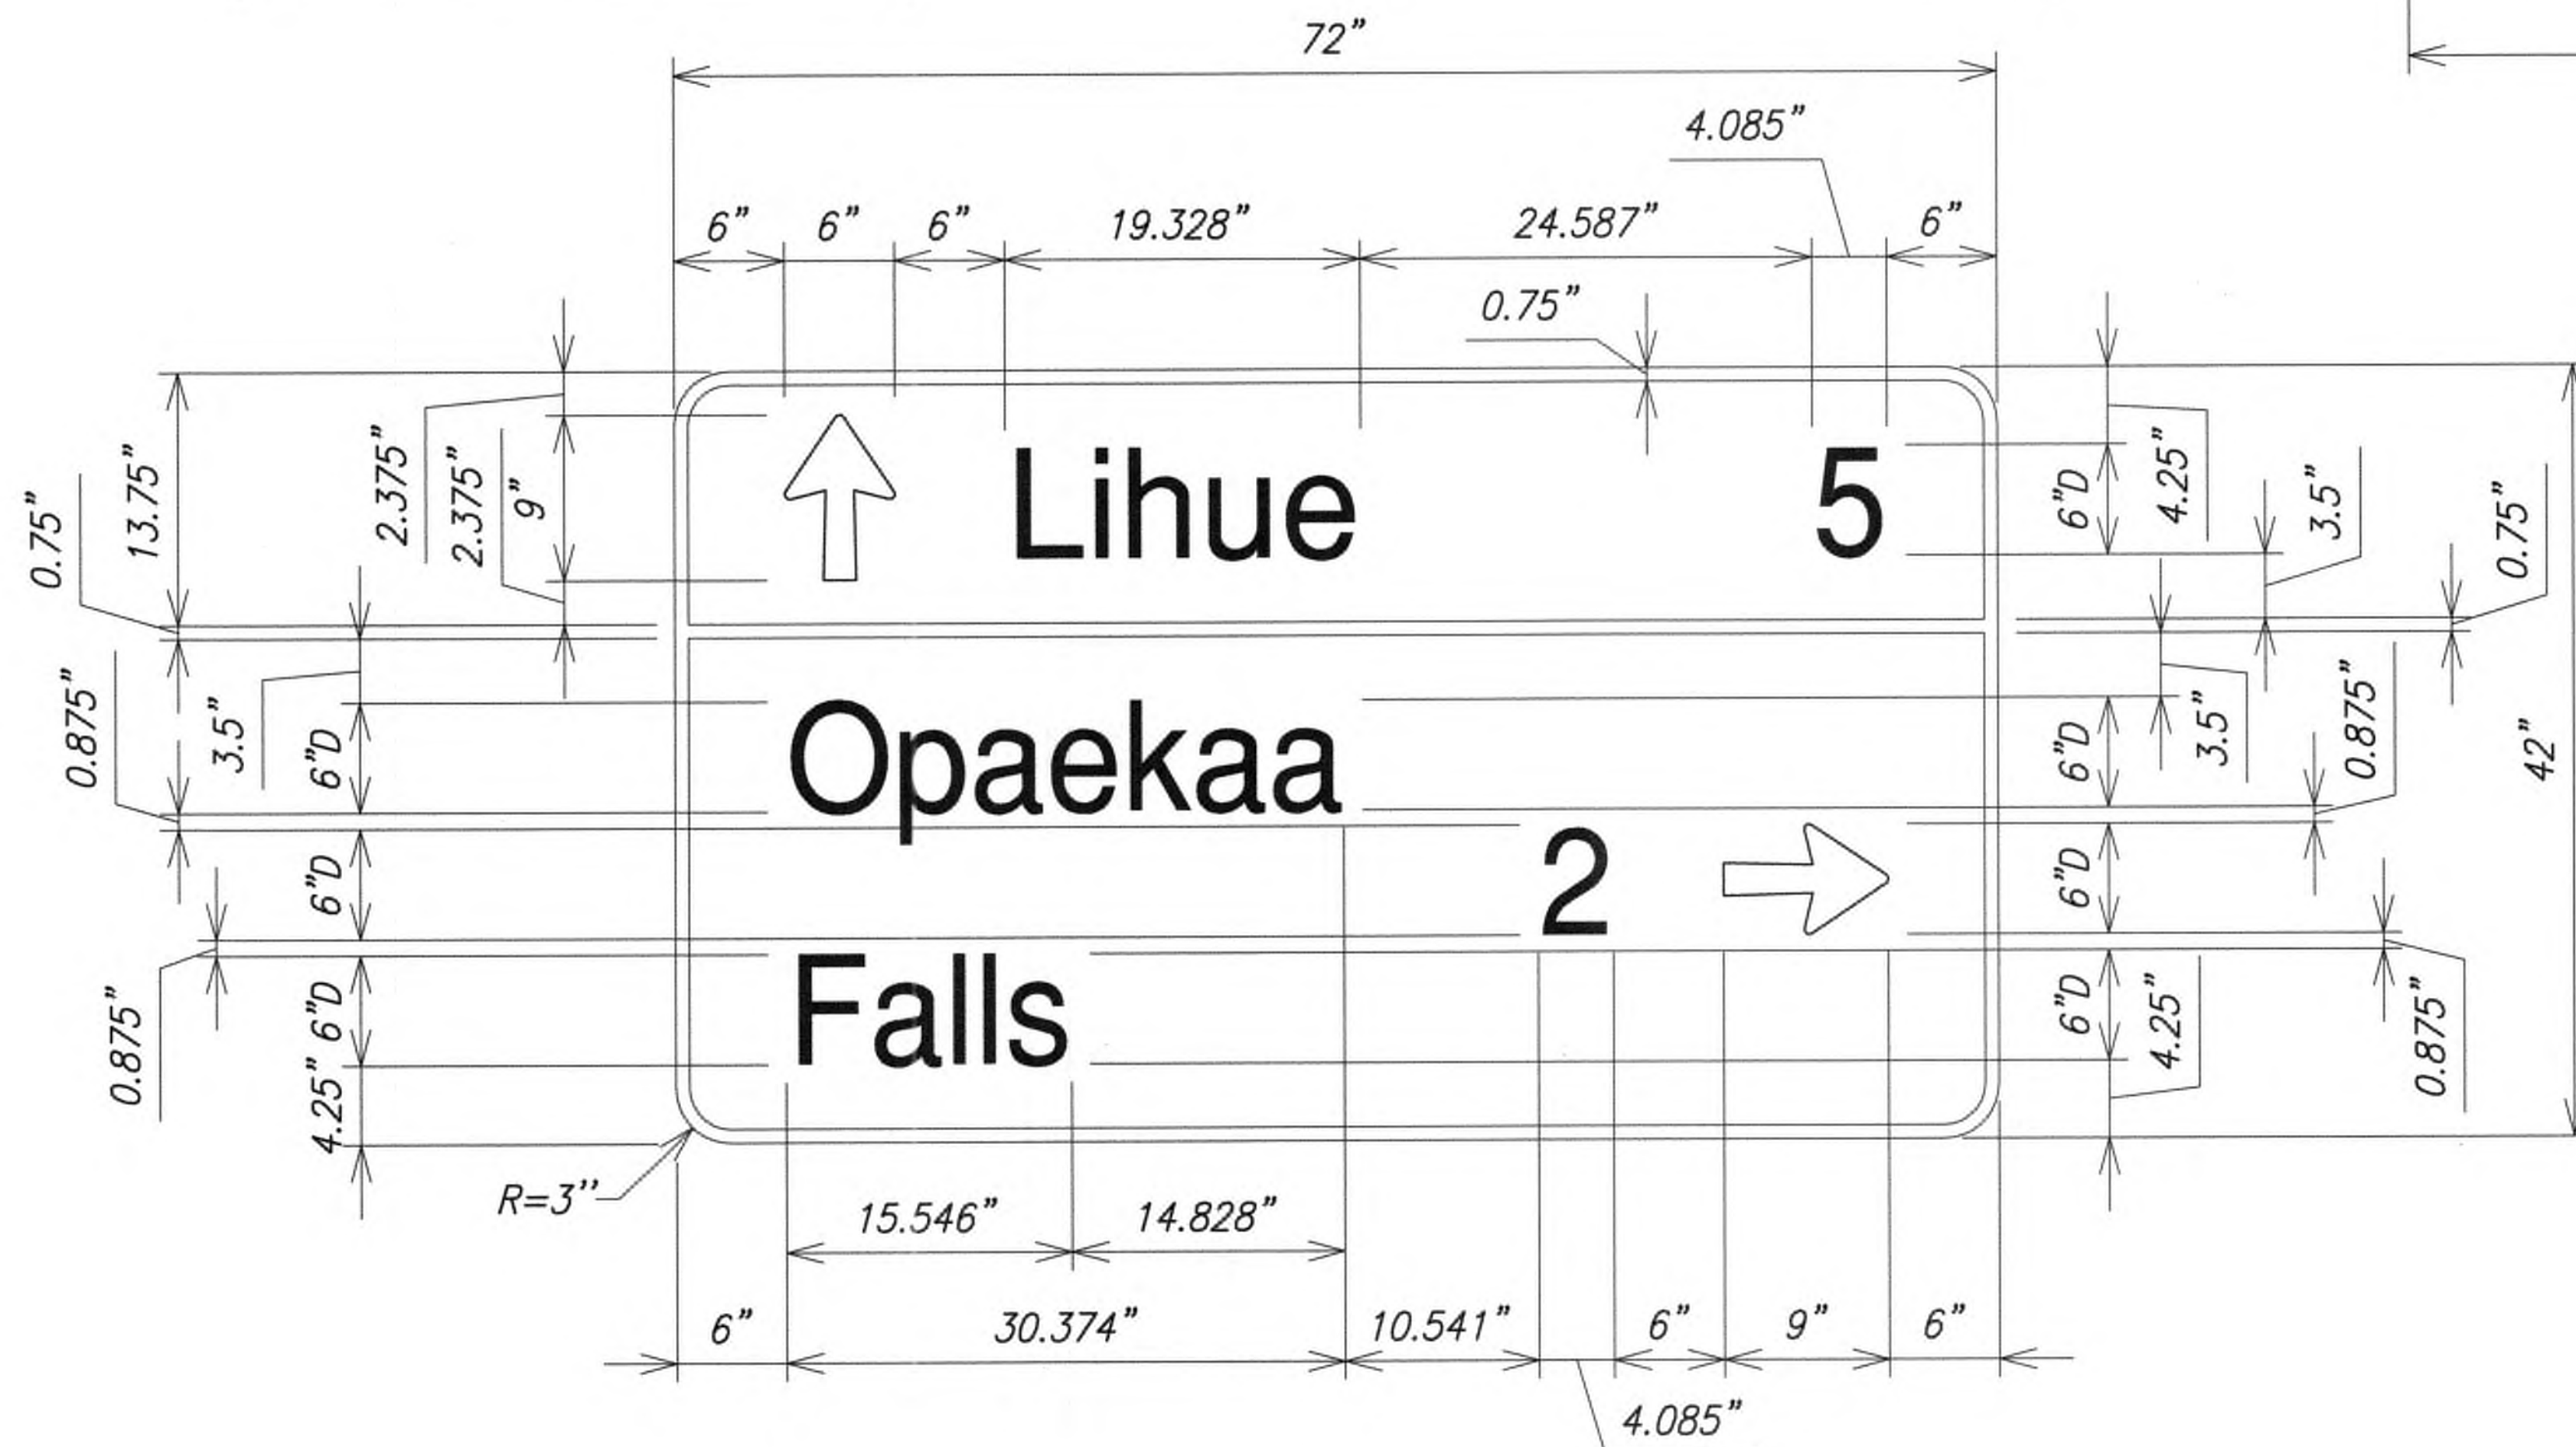 72”
4.085”
6” 6” 6” 19.328” 24.587” 6”
0.75”
Lihue 5
Opaekaa
2
Falls
0.75”
13.75”
2.375”
2.375”
9”
0.875”
3.5”
6”D
6”D
0.875”
6”D
4.25”
6”D
4.25”
3.5”
0.75”
6”D
3.5”
0.875”
42”
6”D
6”D
4.25”
0.875”
R=3’’
15.546” 14.828”
6” 30.374” 10.541” 6” 9” 6”
4.085”